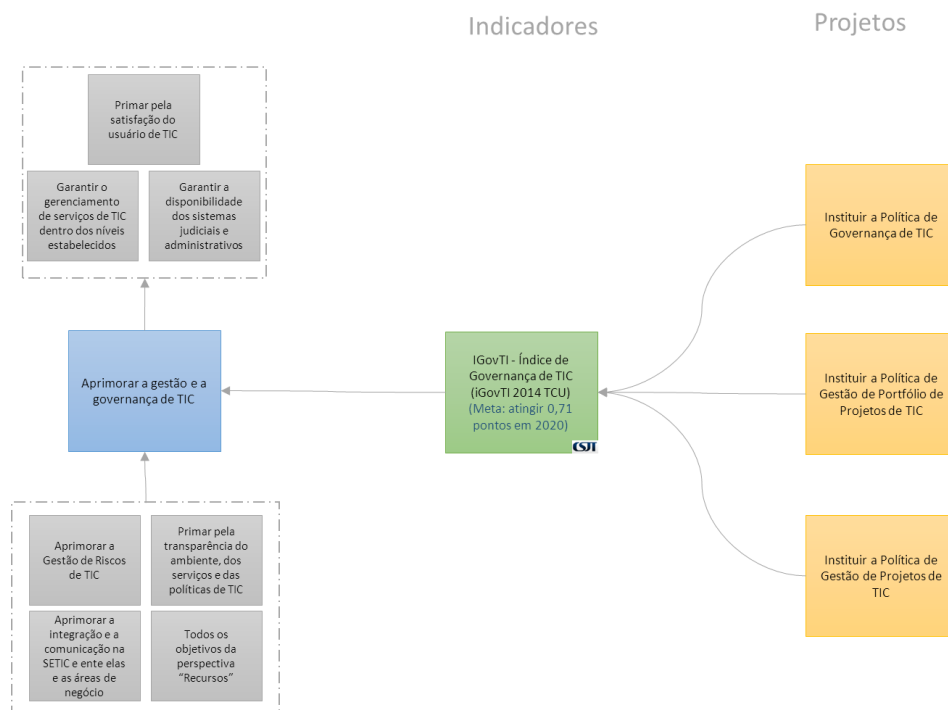 Indicadores
Projetos
Primar pela
satisfação do
usuário de TIC
Garantir o
gerenciamento
de serviços de TIC
dentro dos níveis
estabelecidos
Garantir a
disponibilidade
dos sistemas
judiciais e
administrativos
Aprimorar a gestão e a
governança de TIC
IGovTI - Índice de
Governança de TIC
(iGovTI 2014 TCU)
(Meta: atingir 0,71
pontos em 2020)
CSJT
Instituir a Política de
Governança de TIC
Instituir a Política de
Gestão de Portfólio de
Projetos de TIC
Instituir a Política de
Gestão de Projetos de
TIC
Aprimorar a
Gestão de Riscos
de TIC
Primar pela
transparência do
ambiente, dos
serviços e das
políticas de TIC
Aprimorar a
integração e a
comunicação na
SETIC e ente elas
e as áreas de
negócio
Todos os
objetivos da
perspectiva
“Recursos”